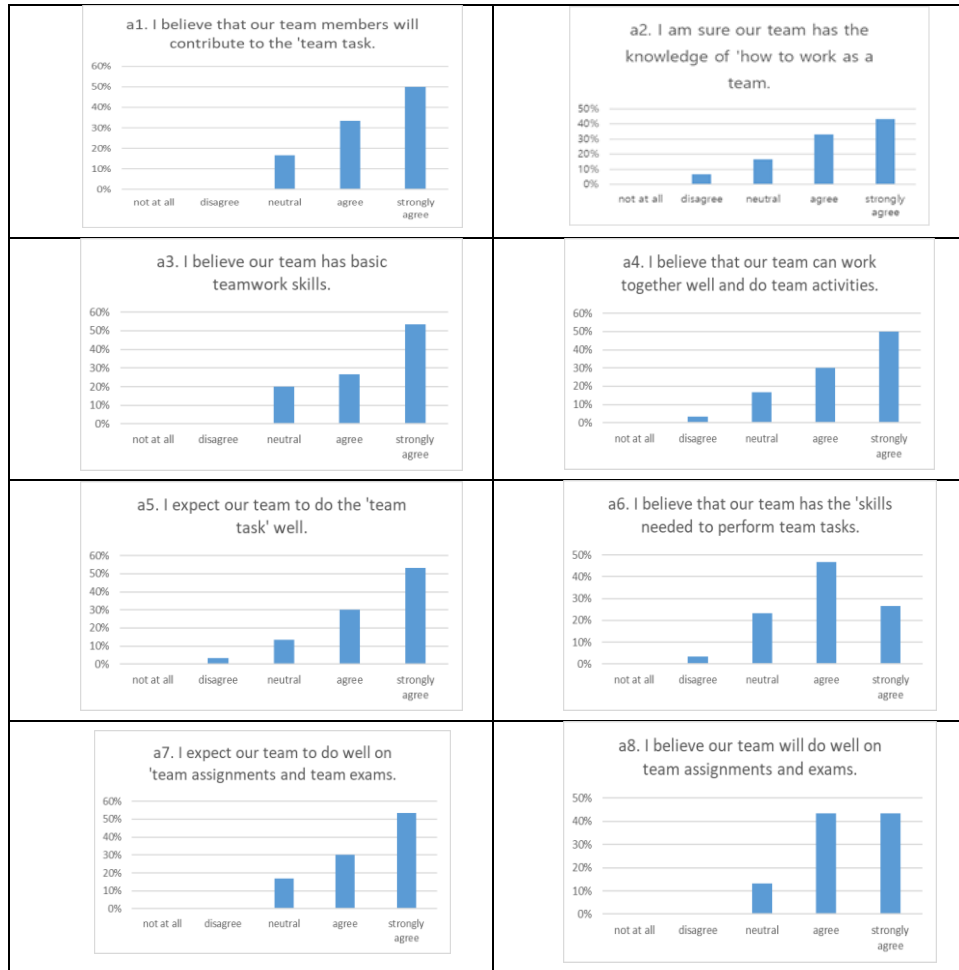 a1. I believe that our team members will
contribute to the 'team task.
60%
50%
40%
30%
20%
10%
0%
not at all disagree neutral agree strongly
agree
a2. I am sure our team has the
knowledge of 'how to work as a
team.
50%
40%
30%
20%
10%
0%
not at all disagree neutral agree strongly
agree
a3. I believe our team has basic
teamwork skills.
60%
50%
40%
30%
20%
10%
0%
not at all disagree neutral agree strongly
agree
a4. I believe that our team can work
together well and do team activities.
60%
50%
40%
30%
20%
10%
0%
not at all disagree neutral agree strongly
agree
a5. I expect our team to do the 'team
task' well.
60%
50%
40%
30%
20%
10%
0%
not at all disagree neutral agree strongly
agree
a6. I believe that our team has the 'skills
needed to perform team tasks.
50%
40%
30%
20%
10%
0%
not at all disagree neutral agree strongly
agree
a7. I expect our team to do well on
'team assignments and team exams.
60%
50%
40%
30%
20%
10%
0%
not at all disagree neutral agree strongly
agree
a8. I believe our team will do well on
team assignments and exams.
50%
40%
30%
20%
10%
0%
not at all disagree neutral agree strongly
agree